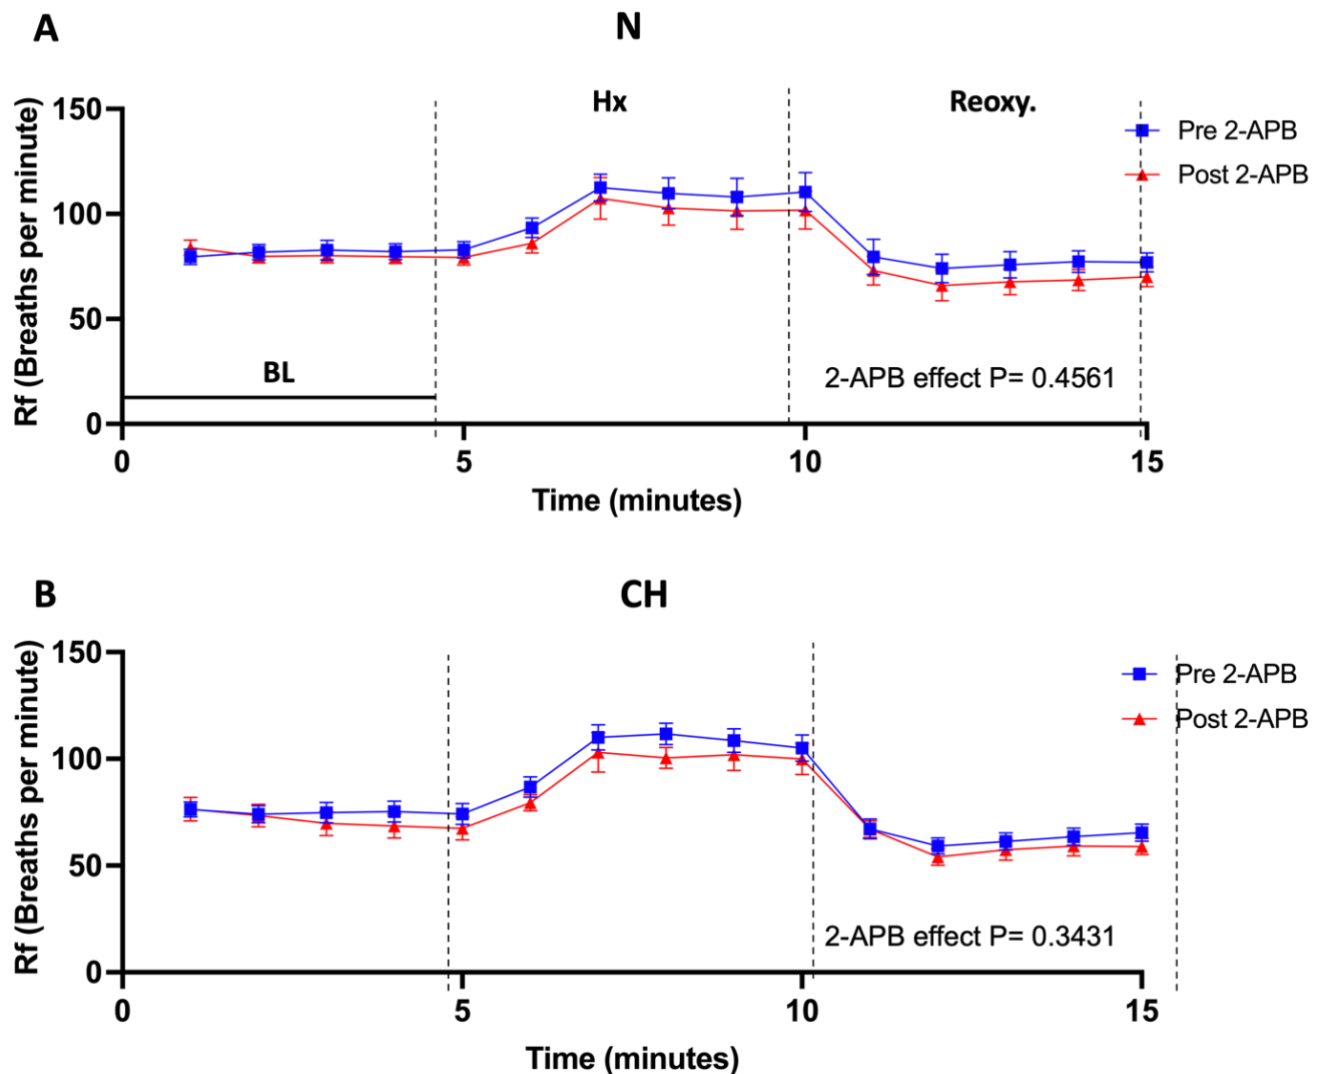 A
N
Hx
Reoxy.
Pre 2-APB
Post 2-APB
Rf (Breaths per minute)
150
100
50
0
BL
2-APB effect P= 0.4561
0
5
10
15
Time (minutes)
B
CH
Pre 2-APB
Post 2-APB
Rf (Breaths per minute)
150
100
50
0
2-APB effect P= 0.3431
0
5
10
15
Time (minutes)